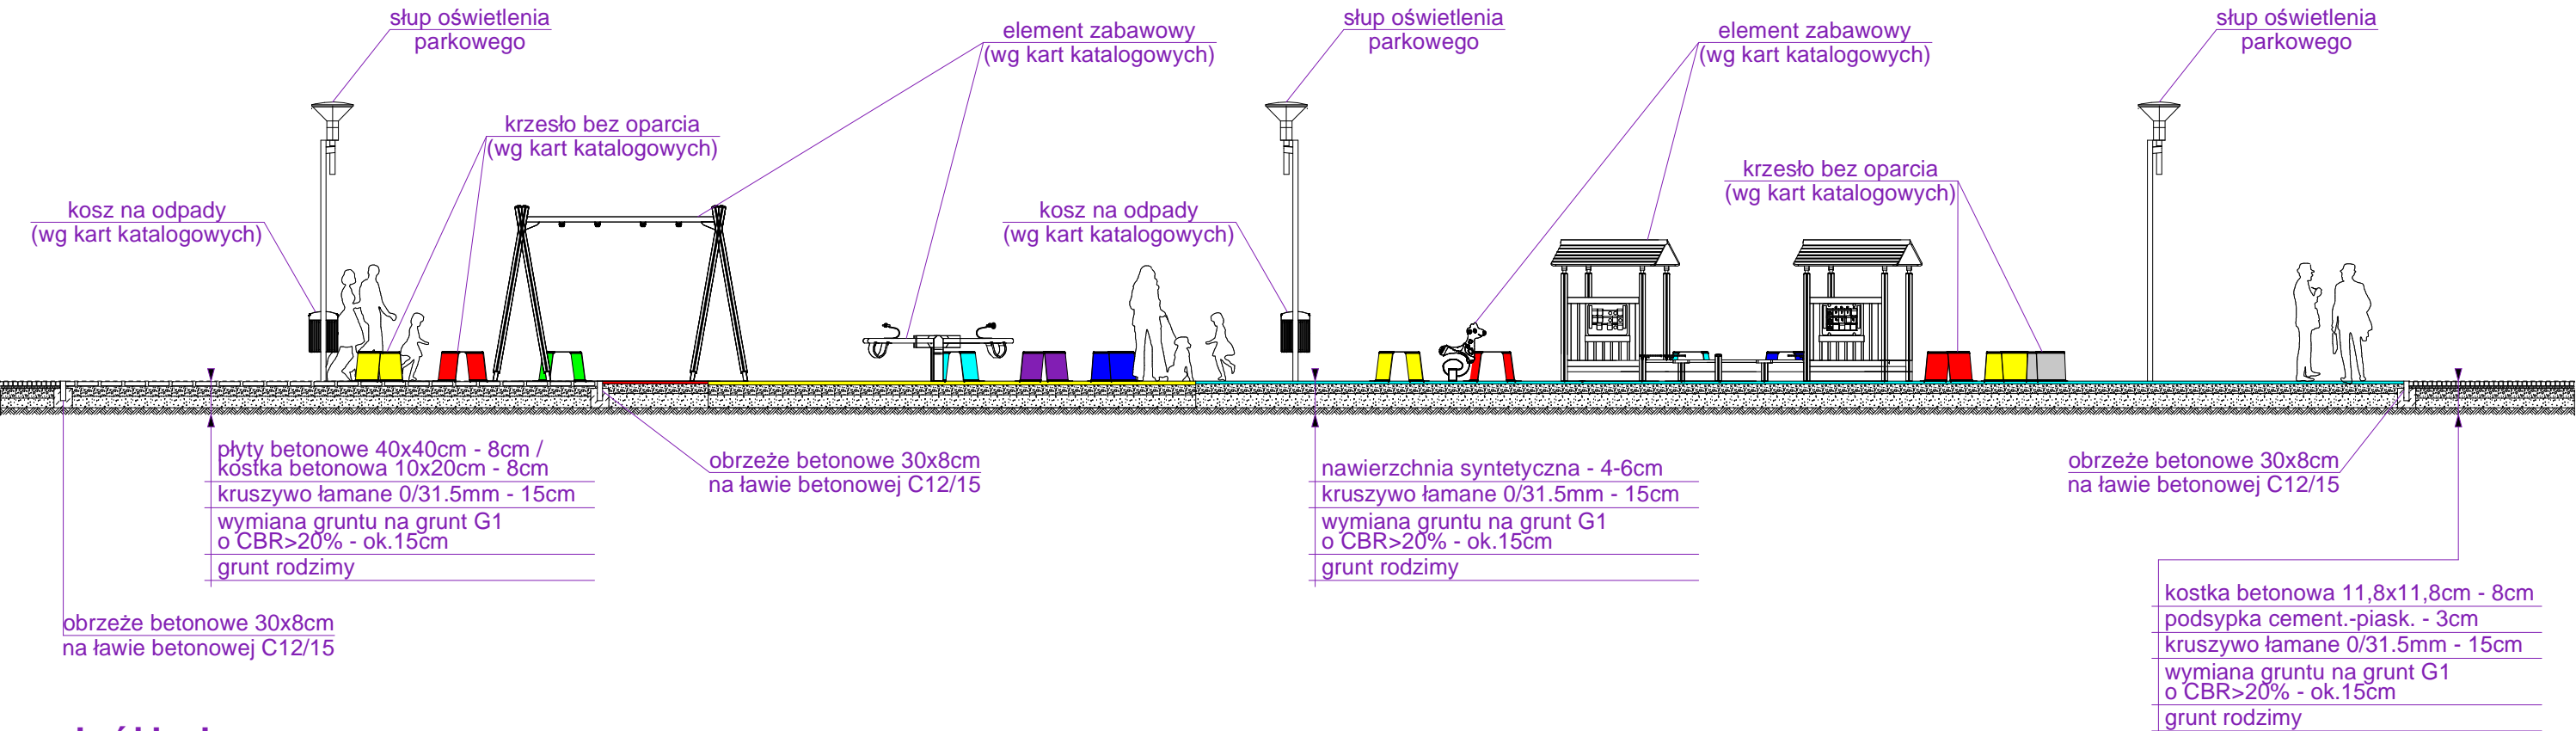 słup oświetlenia
parkowego
element zabawowy
(wg kart katalogowych)
słup oświetlenia
parkowego
element zabawowy
(wg kart katalogowych)
słup oświetlenia
parkowego
krzesło bez oparcia
(wg kart katalogowych)
krzesło bez oparcia
(wg kart katalogowych)
kosz na odpady
(wg kart katalogowych)
kosz na odpady
(wg kart katalogowych)
płyty betonowe 40x40cm - 8cm /
kostka betonowa 10x20cm - 8cm
kruszywo łamane 0/31.5mm - 15cm
wymiana gruntu na grunt G1
o CBR>20% - ok.15cm
grunt rodzimy
obrzeże betonowe 30x8cm
na ławie betonowej C12/15
nawierzchnia syntetyczna - 4-6cm
kruszywo łamane 0/31.5mm - 15cm
wymiana gruntu na grunt G1
o CBR>20% - ok.15cm
grunt rodzimy
obrzeże betonowe 30x8cm
na ławie betonowej C12/15
obrzeże betonowe 30x8cm
na ławie betonowej C12/15
kostka betonowa 11,8x11,8cm - 8cm
podsypka cement.-piask. - 3cm
kruszywo łamane 0/31.5mm - 15cm
wymiana gruntu na grunt G1
o CBR>20% - ok.15cm
grunt rodzimy